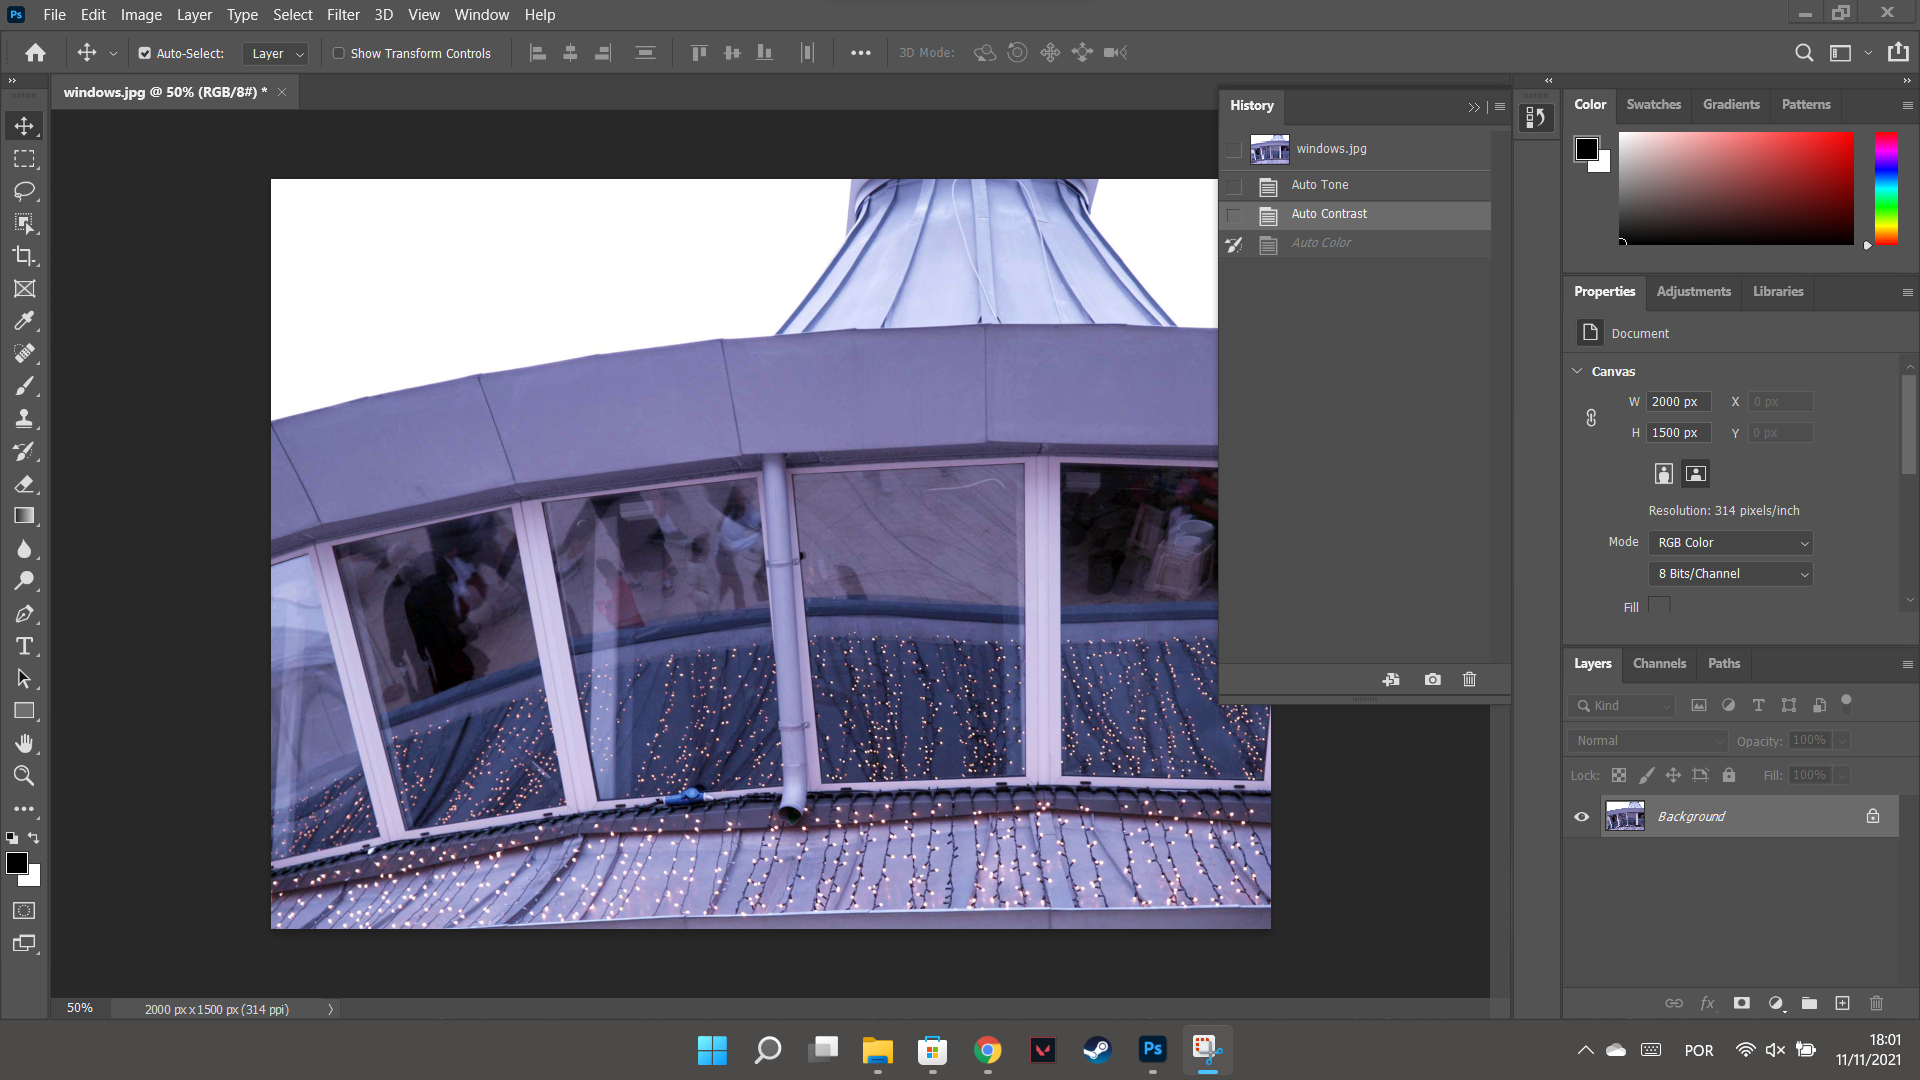 Ps File Edit Image Layer Type Select Filter 3D View Window Help
Auto-Select: Layer Show Transform Controls 3D Mode:
windows.jpg @ 50% (RGB/8#) *
History
windows.jpg
Auto Tone
Auto Contrast
Auto Color
Color Swatches Gradients Patterns
Properties Adjustments Libraries
Document
Canvas
W 2000 px X 0 px
H 1500 px Y 0 px
Resolution: 314 pixels/inch
Mode RGB Color
8 Bits/Channel
Fill
Layers Channels Paths
Kind
Normal Opacity: 100%
Lock: Fill: 100%
Background
fx
50% 2000 px x 1500 px (314 ppi)
Ps
POR
18:01
11/11/2021